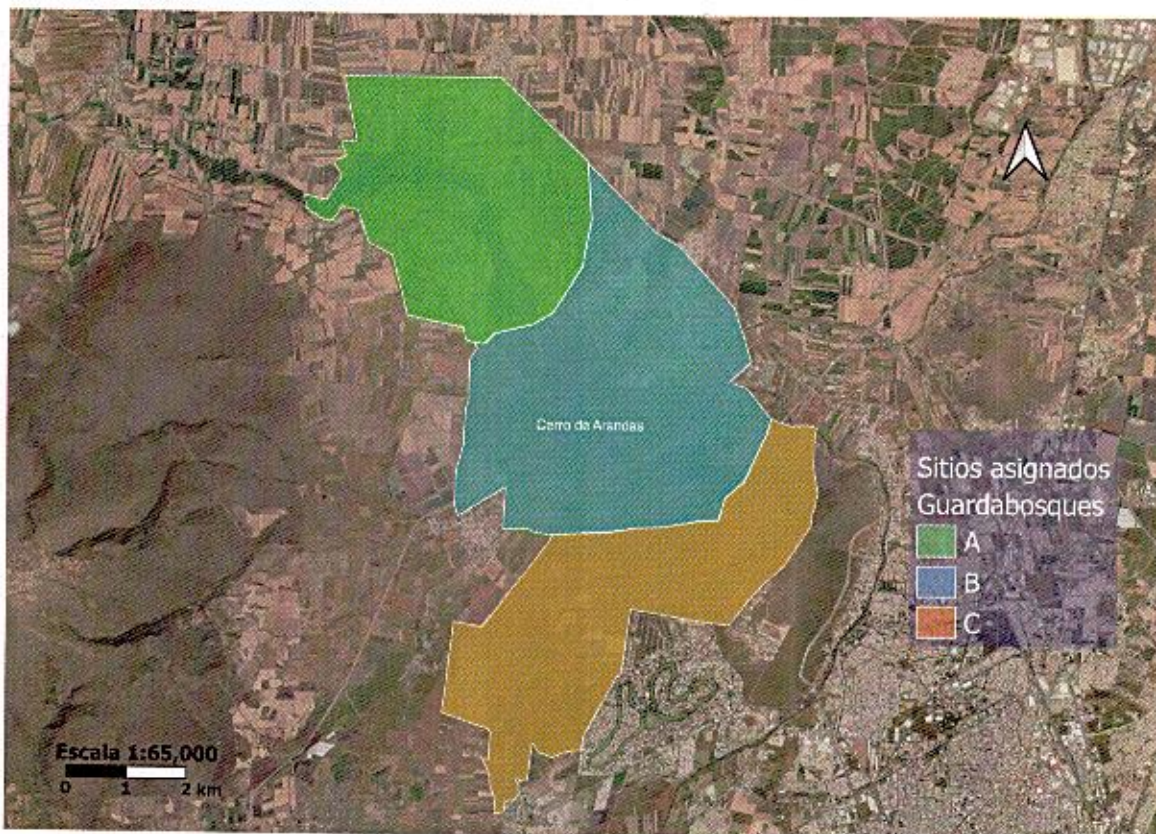 Cerro de Arandas
Sitios asignados
Guardabosques
A
B
C
Escala 1:65,000
0 1 2 km